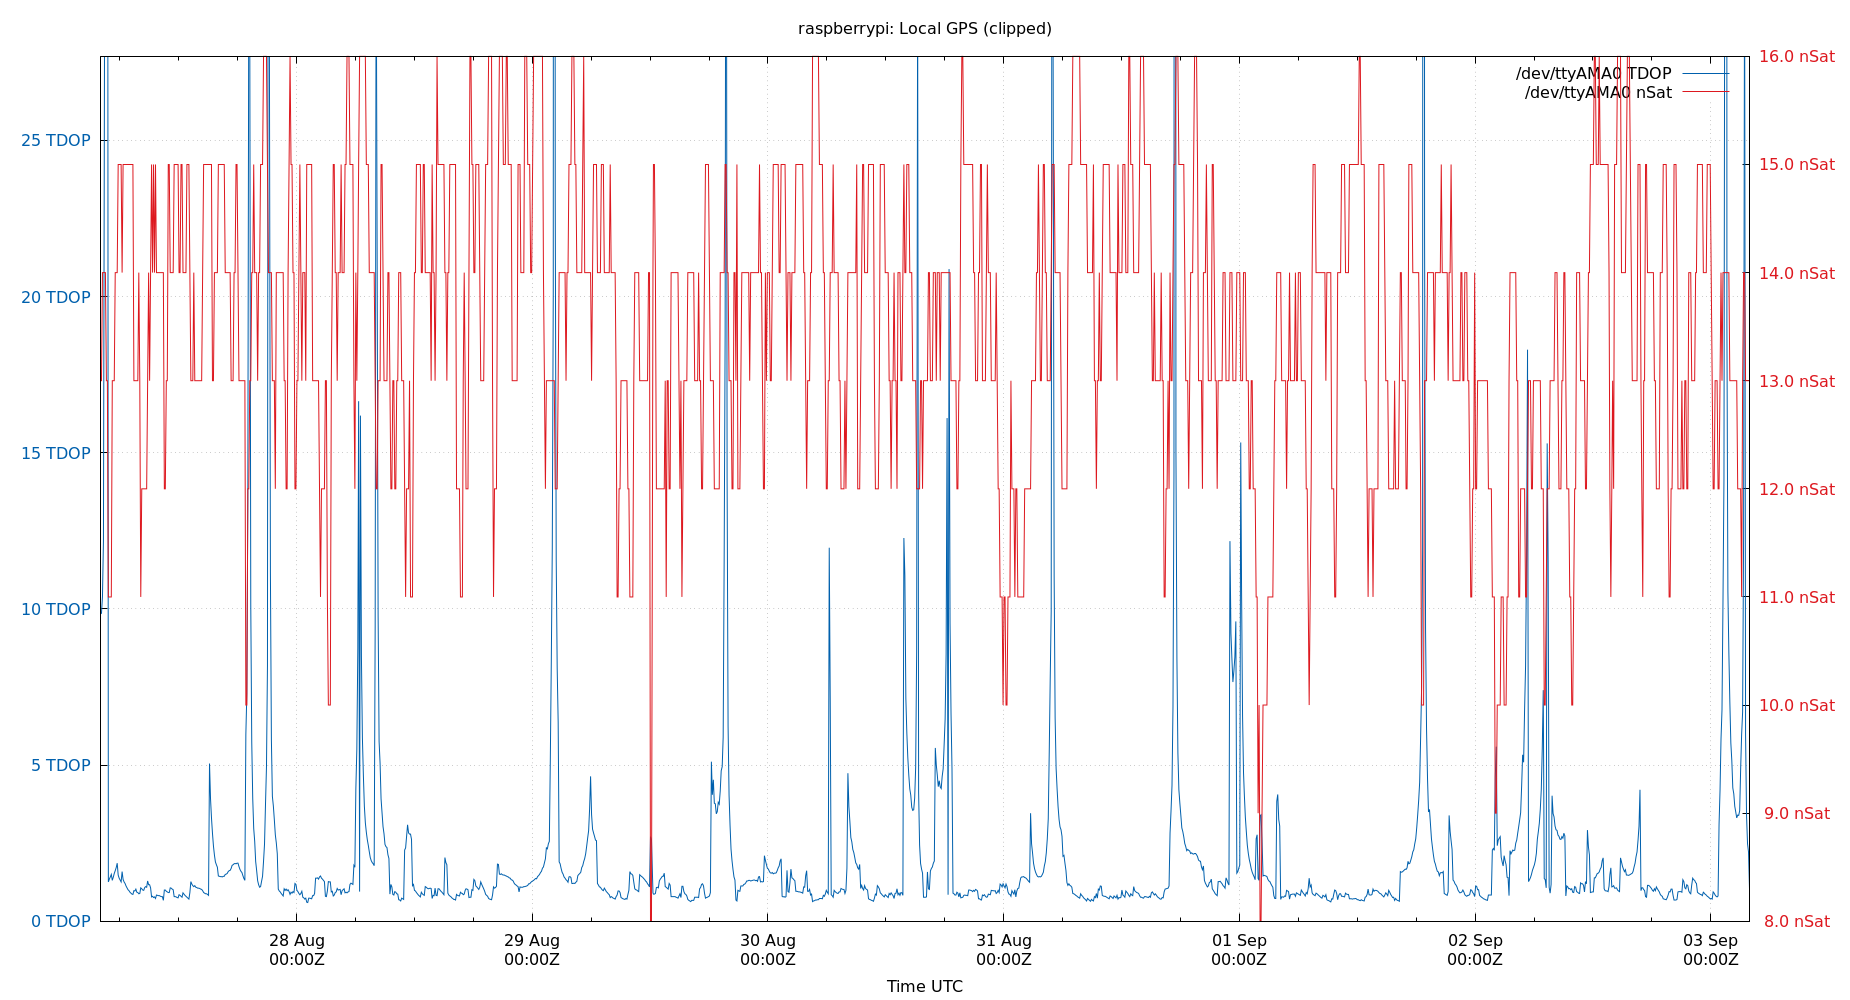 raspberrypi: Local GPS (clipped)
/dev/ttyAMA0 TDOP
/dev/ttyAMA0 nSat
25 TDOP
20 TDOP
15 TDOP
10 TDOP
5 TDOP
0 TDOP
16.0 nSat
15.0 nSat
14.0 nSat
13.0 nSat
12.0 nSat
11.0 nSat
10.0 nSat
9.0 nSat
8.0 nSat
28 Aug
00:00Z
29 Aug
00:00Z
30 Aug
00:00Z
31 Aug
00:00Z
01 Sep
00:00Z
02 Sep
00:00Z
03 Sep
00:00Z
Time UTC